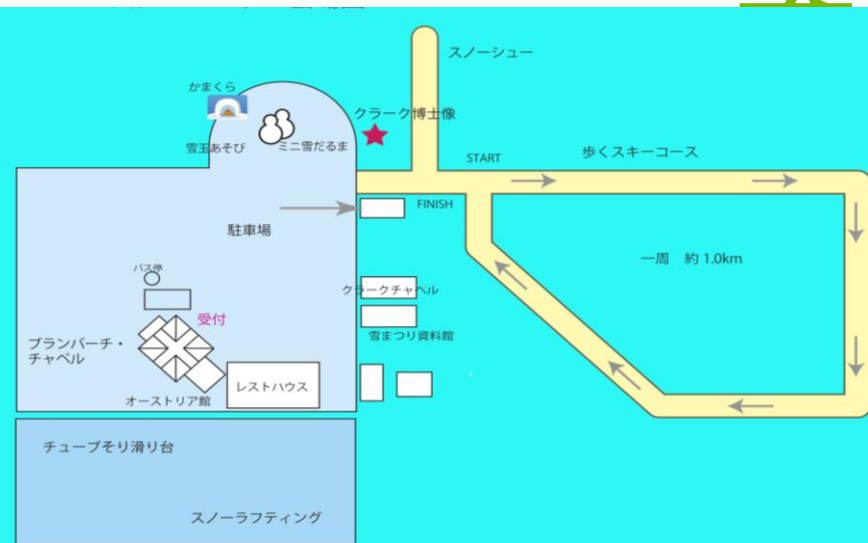 スノーシュー
かまくら
クラーク博士像
雪玉あそび
ミニ雪だるま
START
歩くスキーコース
FINISH
駐車場
一周 約 1.0km
バス停
クラークチャペル
受付
雪まつり資料館
ブランバーチ・
チャペル
レストハウス
オーストリア館
チューブそり滑り台
スノーラフティング